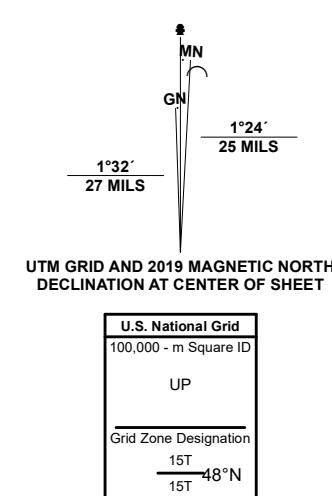 MN
GN
1°24´
25 MILS
1°32´
27 MILS
UTM GRID AND 2019 MAGNETIC NORTH
DECLINATION AT CENTER OF SHEET
U.S. National Grid
100,000 - m Square ID
UP
Grid Zone Designation
15T
48°N
15T